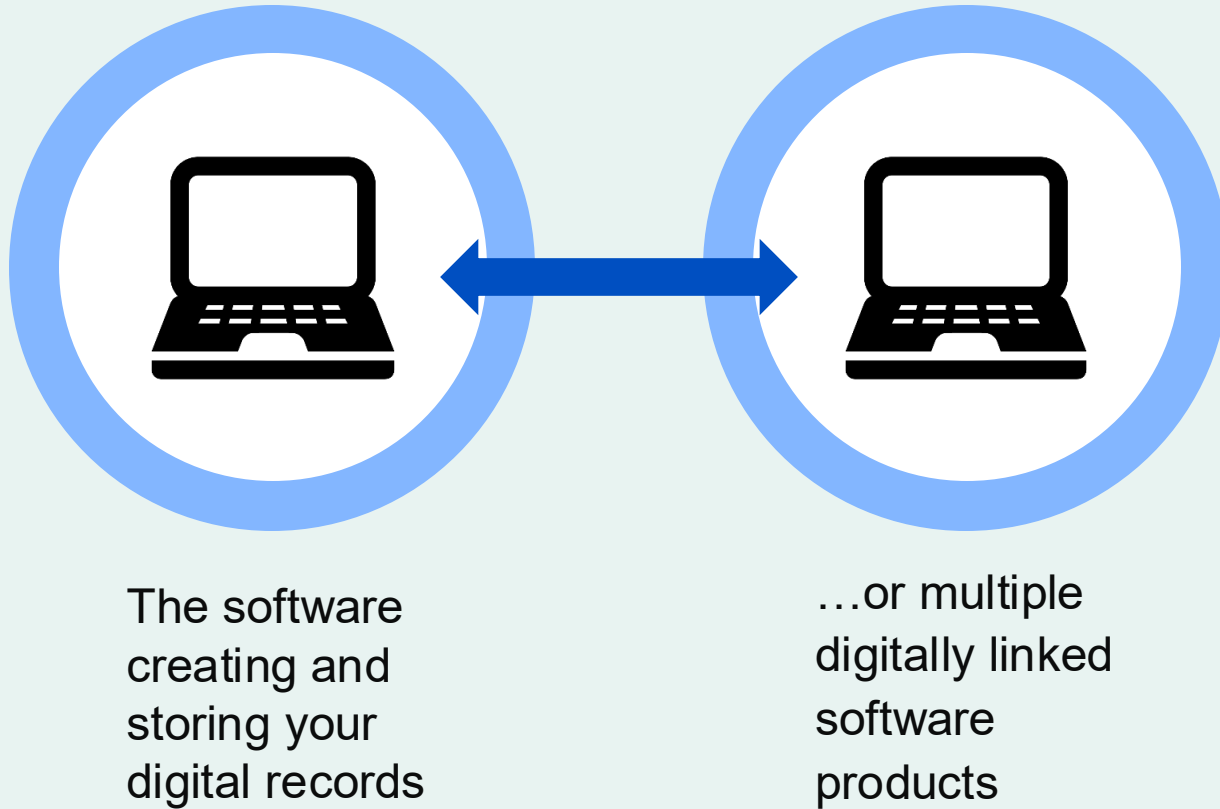 The software
creating and
storing your
digital records
…or multiple
digitally linked
software
products